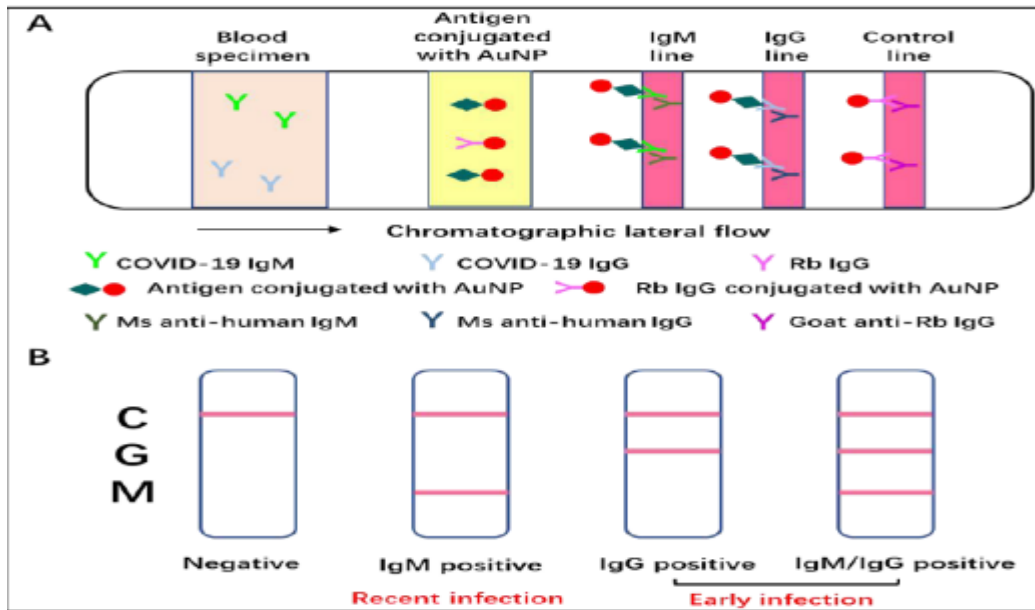 A
Blood
specimen
Antigen
conjugated
with AuNP
IgM
line
IgG
line
Control
line
Chromatographic lateral flow
COVID-19 IgM
COVID-19 IgG
Rb IgG
Antigen conjugated with AuNP
Rb IgG conjugated with AuNP
Ms anti-human IgM
Ms anti-human IgG
Goat anti-Rb IgG
B
C
G
M
Negative
IgM positive
IgG positive
IgM/IgG positive
Recent infection
Early infection